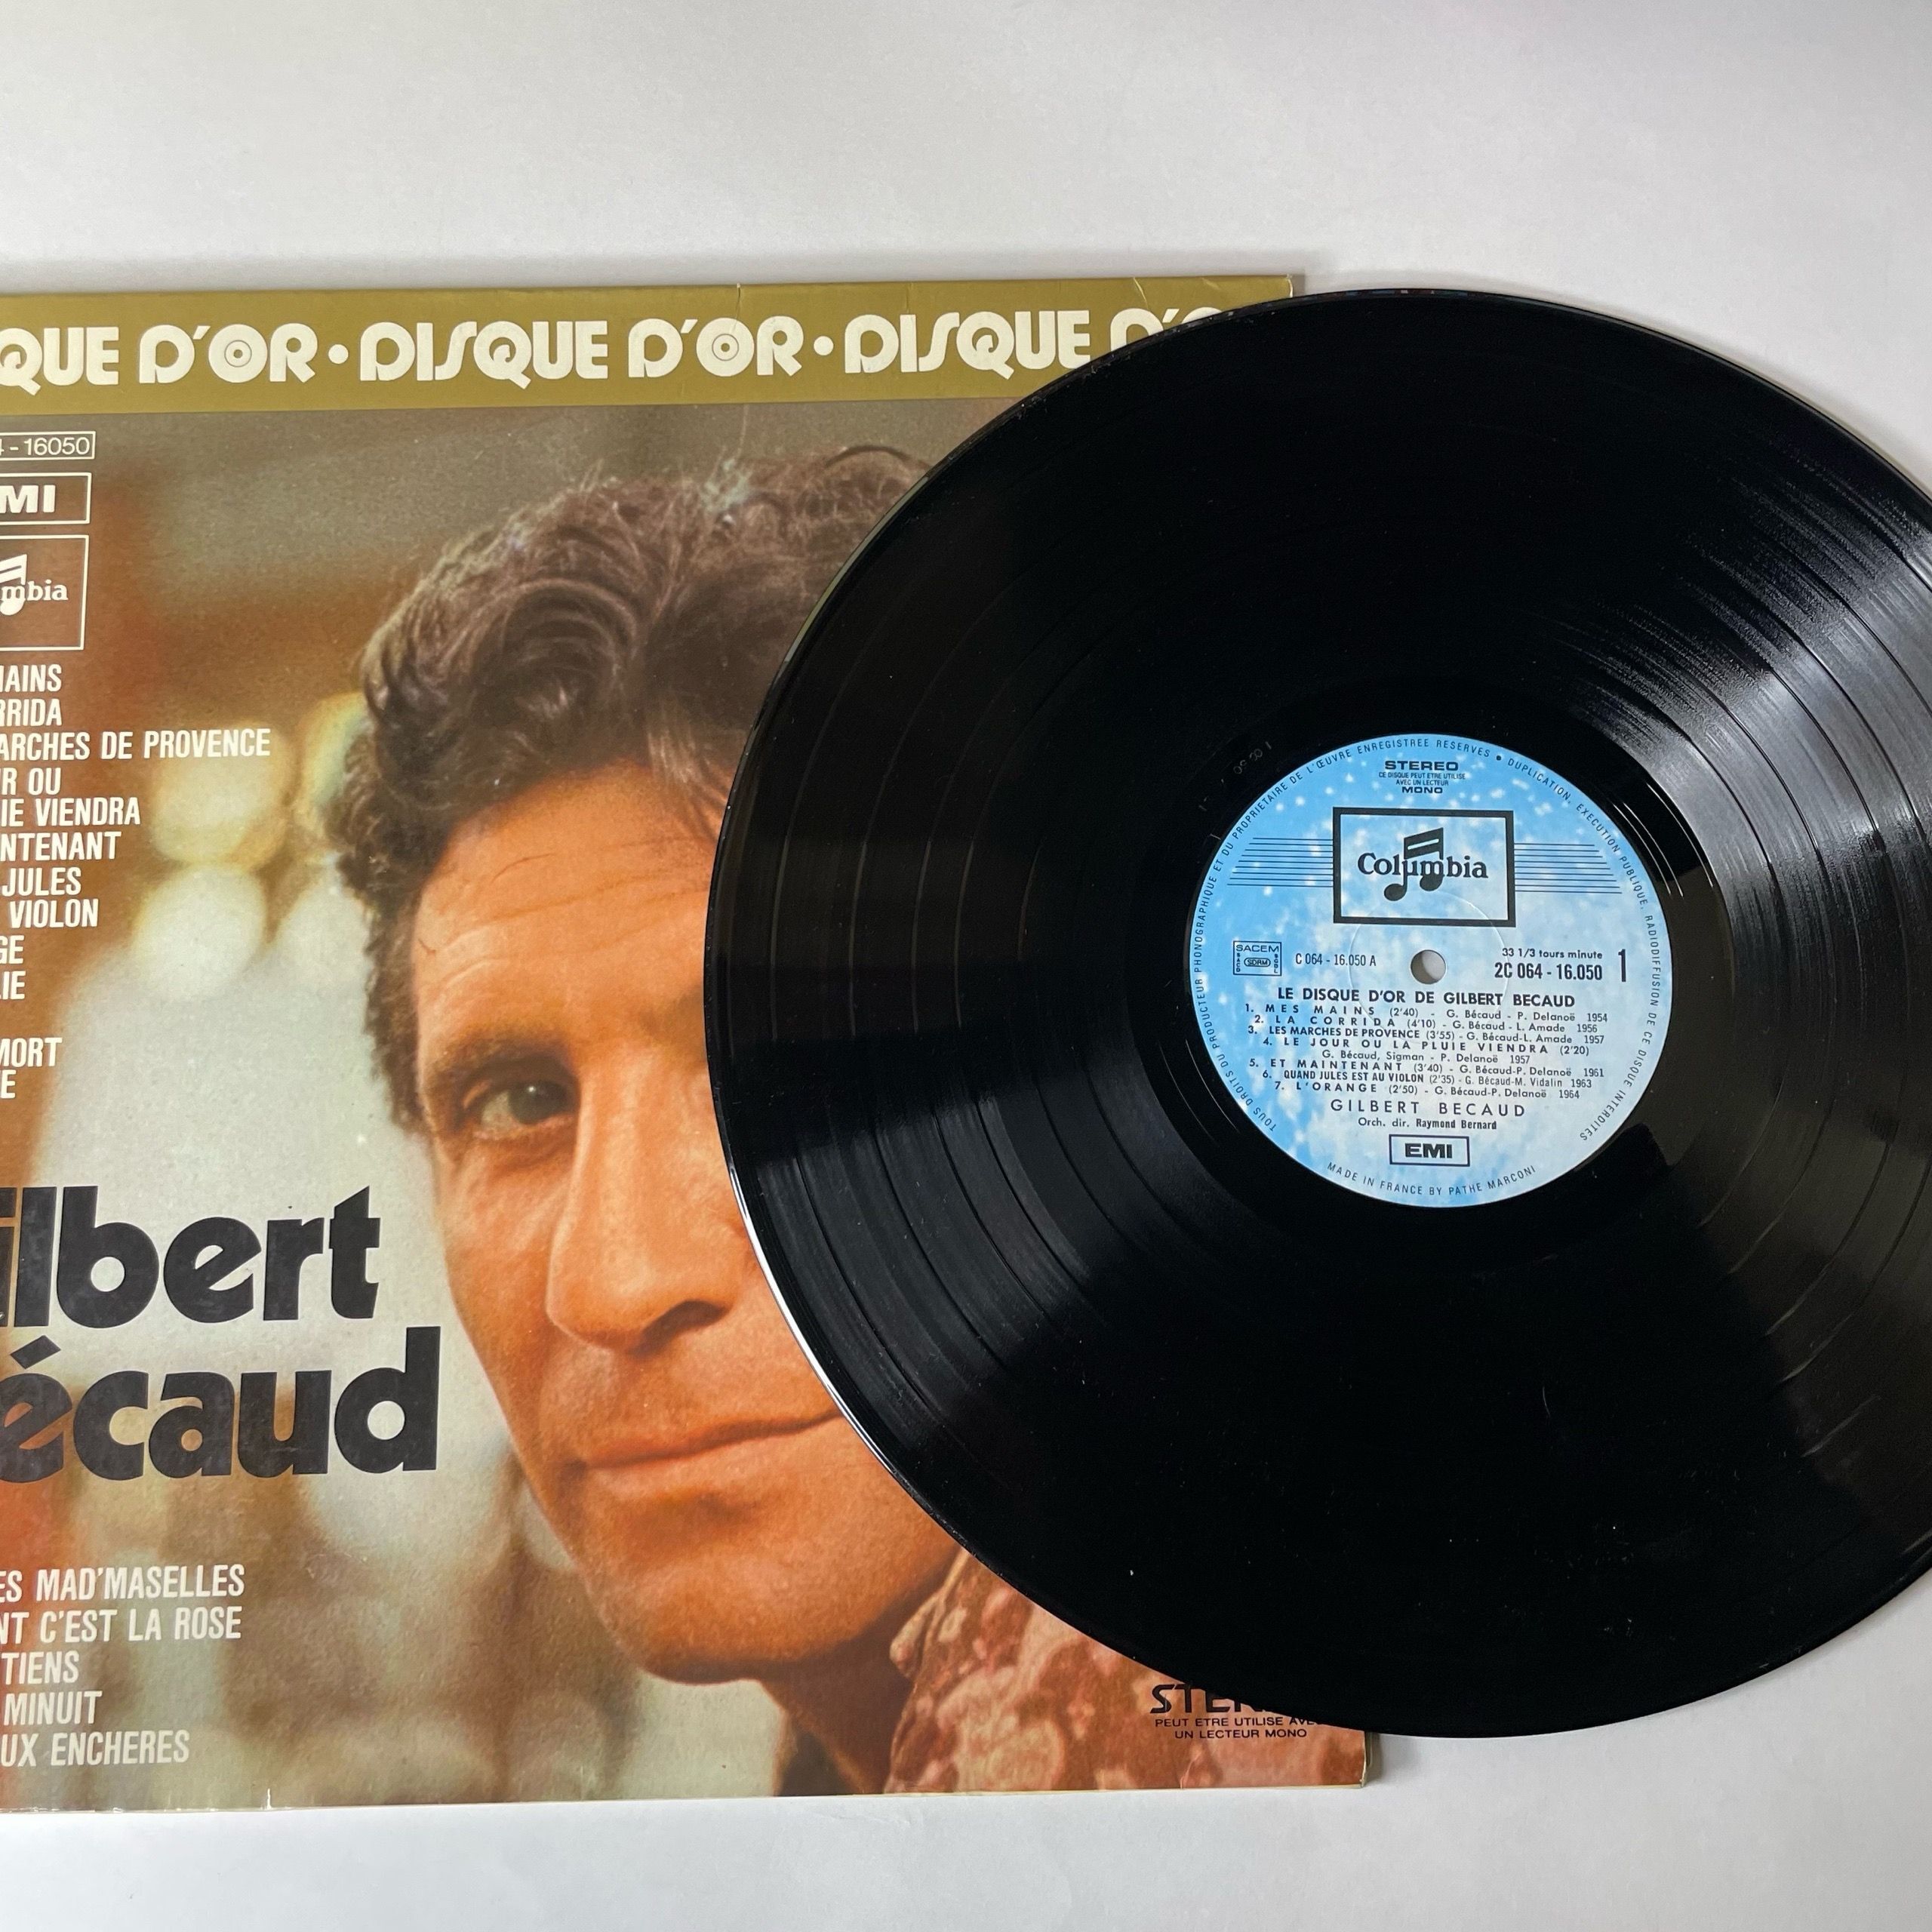 QUE D'OR • DISQUE D'OR • DISQUE
- 16050
MI
mbia
MAINS
RRIDA
ARCHES DE PROVENCE
R OU
IE VIENDRA
NTENANT
JULES
VIOLON
GE
LIE
MORT
E
ilbert
écaud
ES MAD'MASELLES
NT C'EST LA ROSE
TIENS
MINUIT
UX ENCHERES
STE
PEUT ETRE UTILISE AVE
UN LECTEUR MONO
TOUS DROITS DU PRODUCTEUR PHONOGRAPHIQUE ET DU PROPRIETAIRE DE L'ŒUVRE ENREGISTREE RESERVES • DUPLICATION, EXECUTION PUBLIQUE, RADIODIFFUSION DE CE DISQUE INTERDITES
STEREO
CE DISQUE PEUT ETRE UTILISE
AVEC UN LECTEUR
MONO
Columbia
SACEM
SDRM
C 064 - 16.050 A
33 1/3 tours minute
2C 064 - 16.050 1
LE DISQUE D'OR DE GILBERT BECAUD
1. MES MAINS (2'40) - G. Bécaud - P. Delanoë 1954
2. LA CORRIDA (4'10) - G. Bécaud - L. Amade 1956
3. LES MARCHES DE PROVENCE (3'55) - G. Bécaud-L. Amade 1957
4. LE JOUR OU LA PLUIE VIENDRA (2'20)
G. Bécaud, Sigman - P. Delanoë 1957
5. ET MAINTENANT (3'40) - G. Bécaud-P. Delanoë 1961
6. QUAND JULES EST AU VIOLON (2'35) - G. Bécaud-M. Vidalin 1963
7. L'ORANGE (2'50) - G. Bécaud-P. Delanoë 1964
GILBERT BECAUD
Orch. dir. Raymond Bernard
EMI
MADE IN FRANCE BY PATHE MARCONI